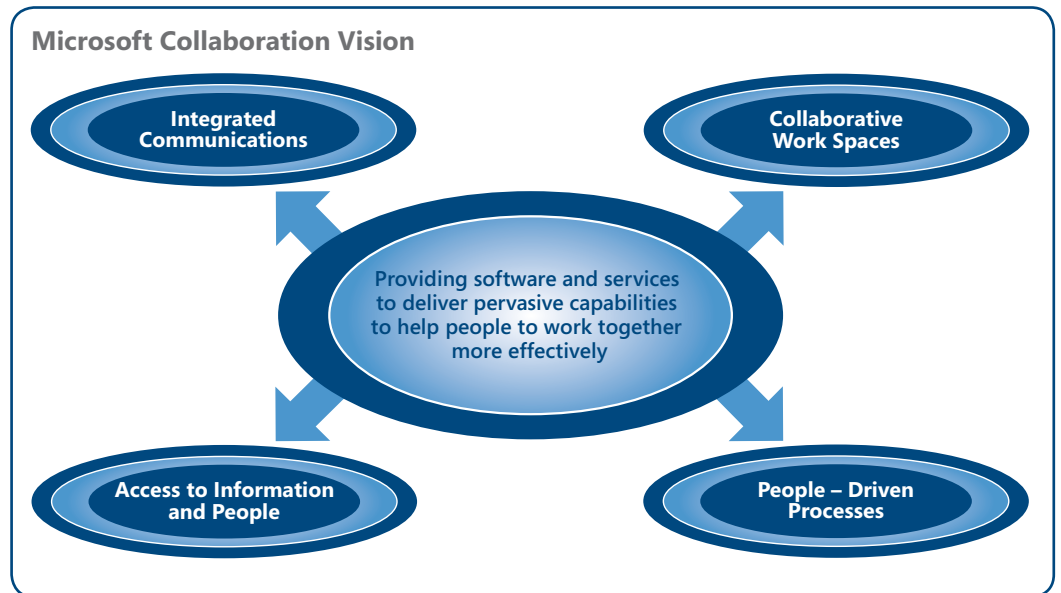 Microsoft Collaboration Vision
Integrated
Communications
Collaborative
Work Spaces
Providing software and services
to deliver pervasive capabilities
to help people to work together
more effectively
Access to Information
and People
People – Driven
Processes